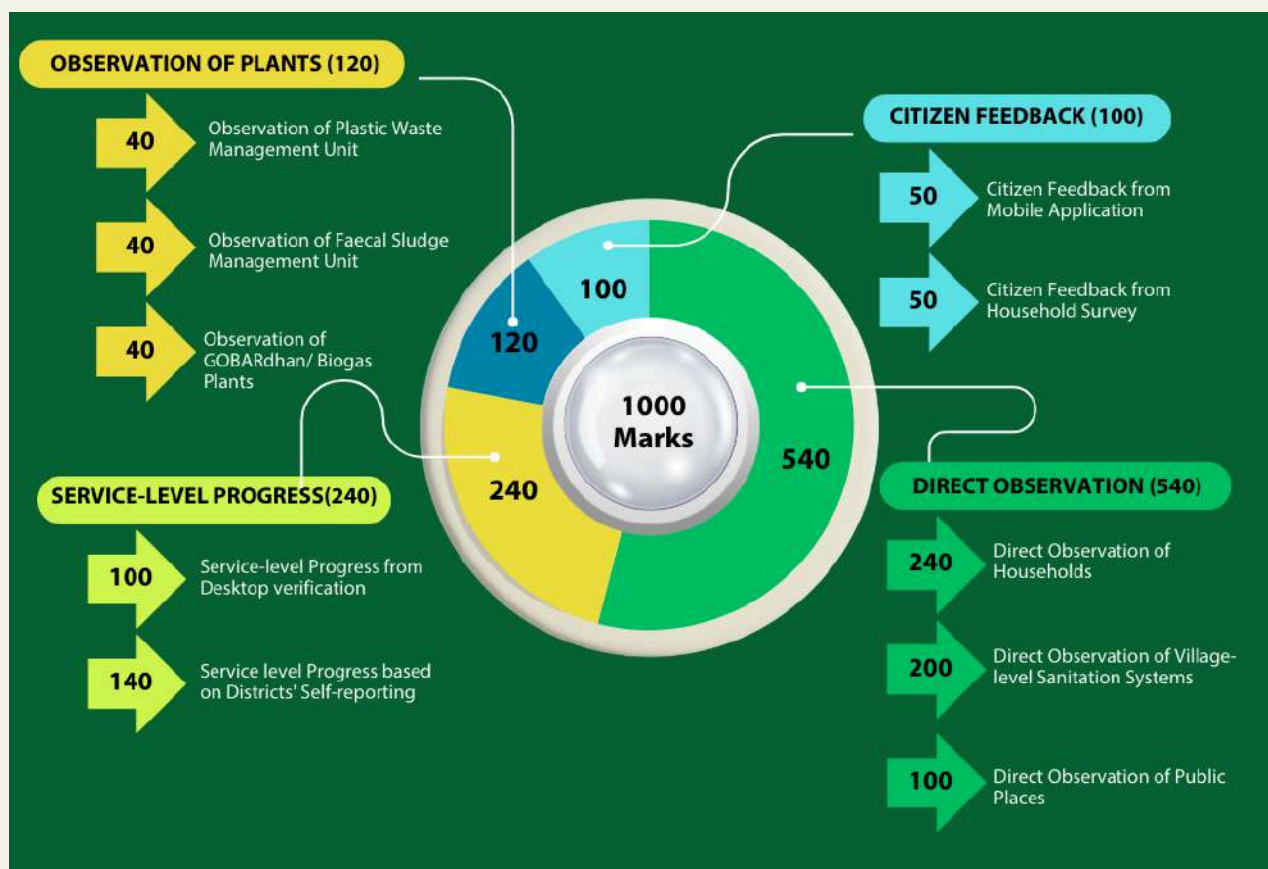 OBSERVATION OF PLANTS (120)
40
Observation of Plastic Waste
Management Unit
40
Observation of Faecal Sludge
Management Unit
40
Observation of
GOBARdhan/ Biogas
Plants
SERVICE-LEVEL PROGRESS(240)
100
Service-level Progress from
Desktop verification
140
Service level Progress based
on Districts' Self-reporting
100
120
240
540
1000
Marks
CITIZEN FEEDBACK (100)
50
Citizen Feedback from
Mobile Application
50
Citizen Feedback from
Household Survey
DIRECT OBSERVATION (540)
240
Direct Observation of
Households
200
Direct Observation of Village-
level Sanitation Systems
100
Direct Observation of Public
Places